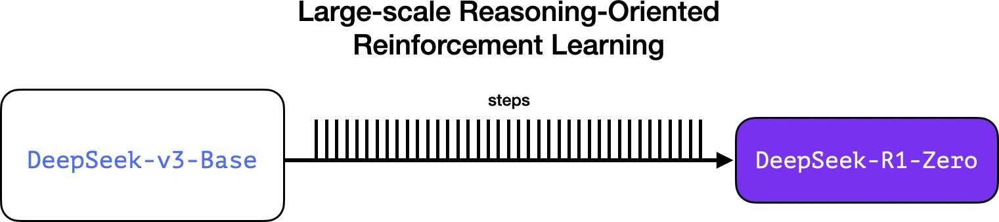 Large-scale Reasoning-Oriented
Reinforcement Learning
steps
DeepSeek-v3-Base
DeepSeek-R1-Zero